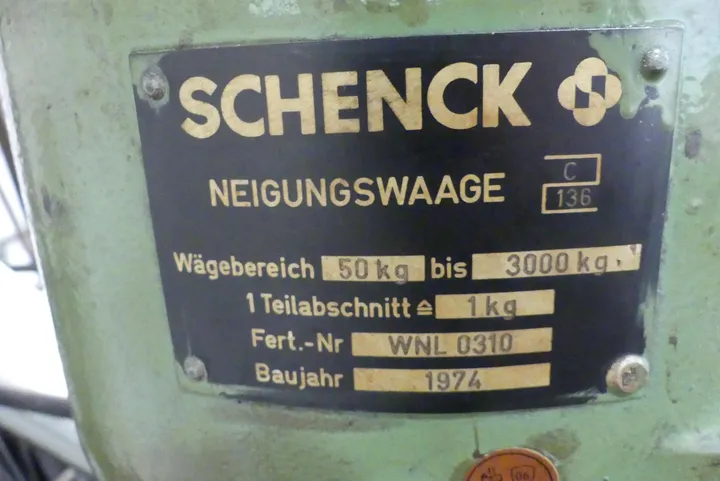 SCHENCK S
NEIGUNGSWAAGE
C
136
Wägebereich 50 kg bis 3000 kg
1 Teilabschnitt ≙ 1 kg
Fert.-Nr WNL 0310
Baujahr 1974
06